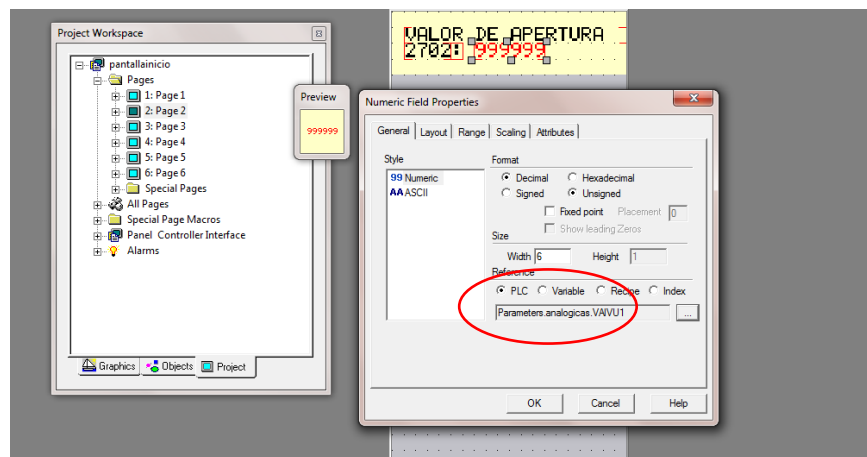 Project Workspace
pantallainicio
Pages
1: Page 1
2: Page 2
3: Page 3
4: Page 4
5: Page 5
6: Page 6
Special Pages
All Pages
Special Page Macros
Panel Controller Interface
Alarms
Graphics Objects Project
Preview
999999
VALOR DE APERTURA
2702: 999999
Numeric Field Properties
General Layout Range Scaling Attributes
Style
99 Numeric
AA ASCII
Format
Decimal Hexadecimal
Signed Unsigned
Fixed point Placement 0
Show leading Zeros
Size
Width 6 Height 1
Reference
PLC Variable Recipe Index
Parameters.analogicas.VAIVU1 ...
OK Cancel Help